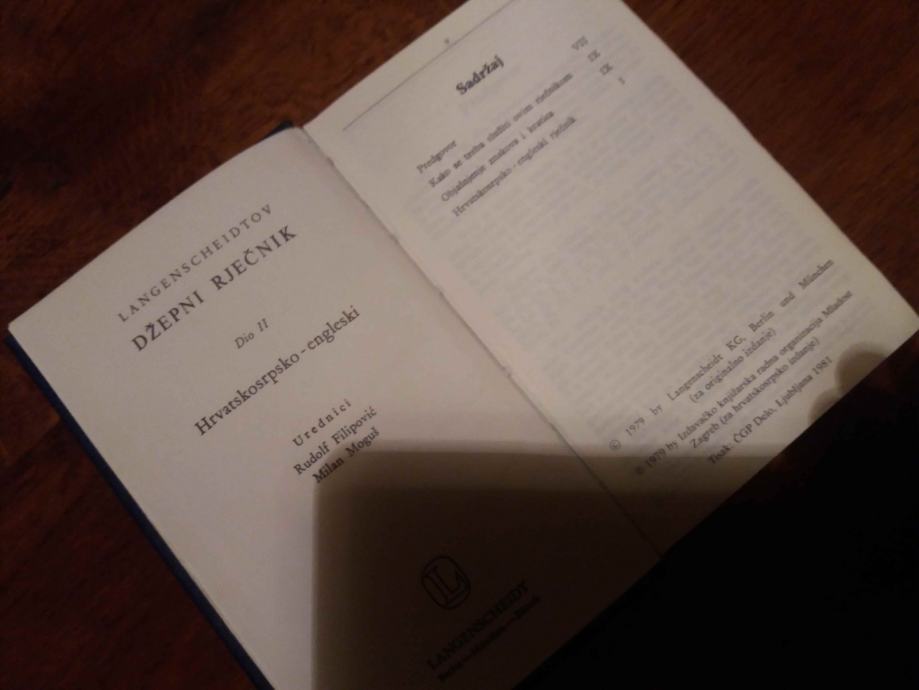 LANGENSCHEIDTOV
DŽEPNI RJEČNIK
Dio II
Hrvatskosrpsko-engleski
Urednici
Rudolf Filipović
Milan Moguš
L
LANGENSCHEIDT
Sadržaj
Predgovor VII
Kako se treba služiti ovim rječnikom IX
Objašnjenje znakova i kratica IX
Hrvatskosrpsko-engleski rječnik 1
© 1979 by Langenscheidt KG, Berlin und München
(za originalno izdanje)
© 1979 by Izdavačko knjižarska radna organizacija Mladost
Zagreb (za hrvatskosrpsko izdanje)
Tisak: ČGP Delo, Ljubljana 1981